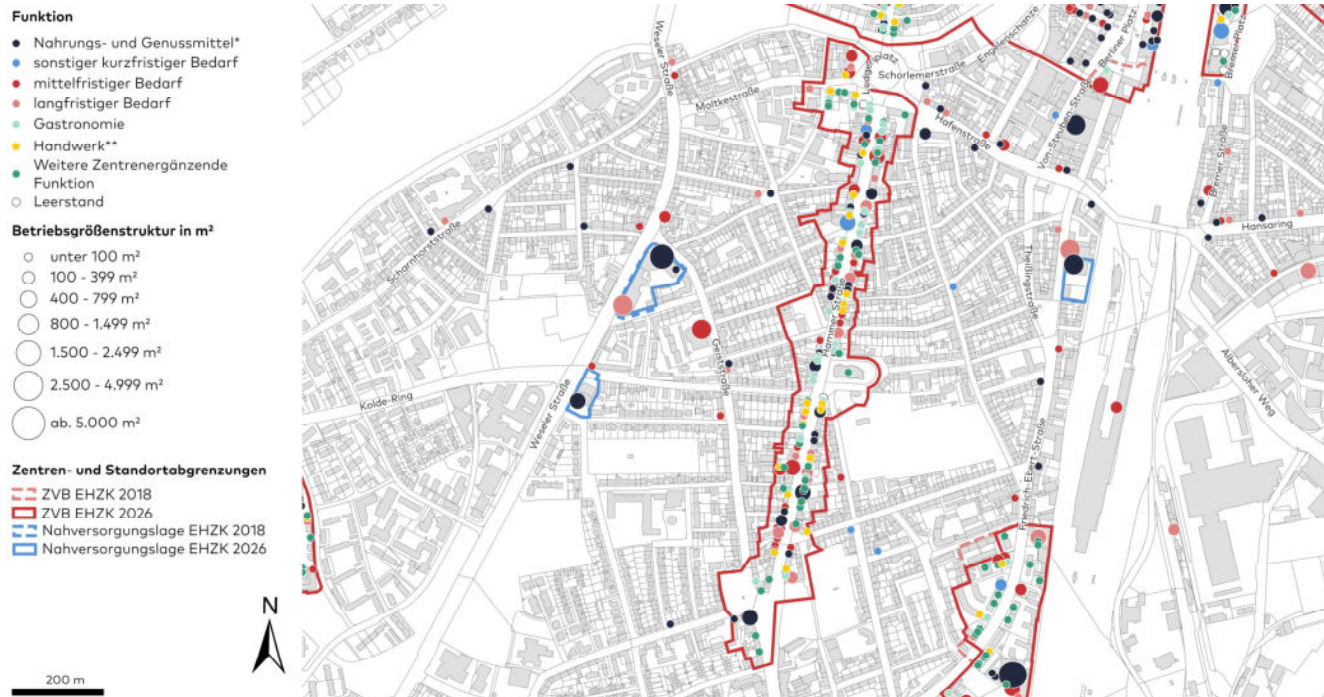 Funktion
Nahrungs- und Genussmittel*
sonstiger kurzfristiger Bedarf
mittelfristiger Bedarf
langfristiger Bedarf
Gastronomie
Handwerk**
Weitere Zentrenergänzende
Funktion
Leerstand
Betriebsgrößenstruktur in m²
unter 100 m²
100 - 399 m²
400 - 799 m²
800 - 1.499 m²
1.500 - 2.499 m²
2.500 - 4.999 m²
ab. 5.000 m²
Zentren- und Standortabgrenzungen
ZVB EHZK 2018
ZVB EHZK 2026
Nahversorgungslage EHZK 2018
Nahversorgungslage EHZK 2026
N
200 m
Weseler Straße
Moltkestraße
Ludgeriplatz
Schorlemerstraße
Engelenschanze
Berliner Platz
Bremer Platz
Hafenstraße
Von-Steuben-Straße
Bremer Straße
Hansaring
Scharnhorststraße
Theißingstraße
Hammer Straße
Geiststraße
Albersloher Weg
Kolde-Ring
Weseler Straße
Friedrich-Ebert-Straße